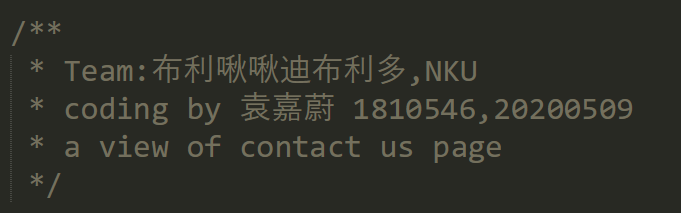 /**
* Team:布利啾啾迪布利多,NKU
* coding by 袁嘉蔚 1810546,20200509
* a view of contact us page
*/